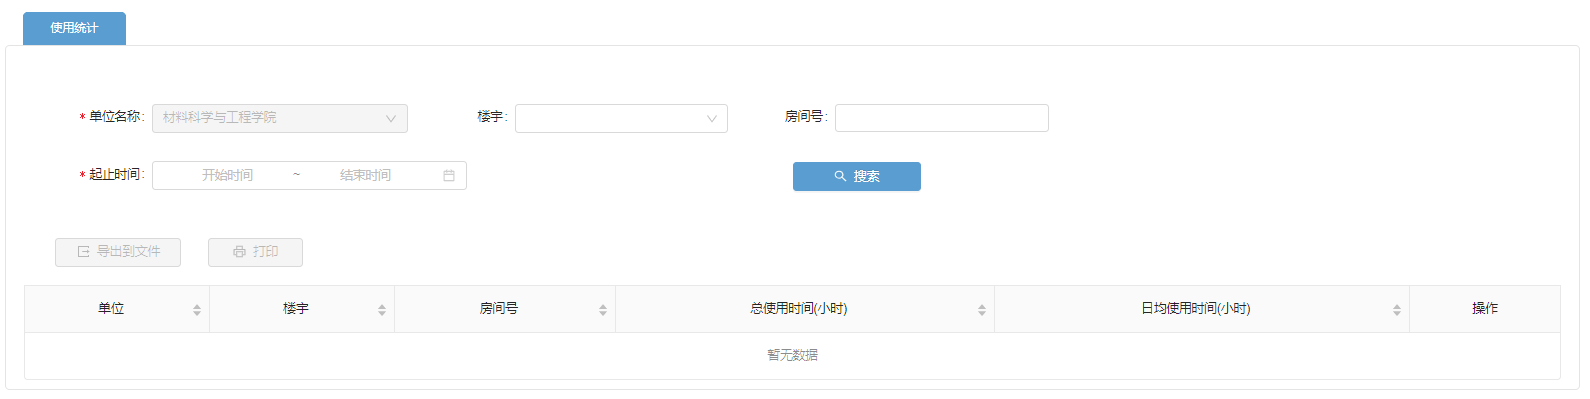 使用统计
* 单位名称: 材料科学与工程学院 楼宇: 房间号:
* 起止时间: 开始时间 ~ 结束时间 搜索
导出到文件 打印
单位 楼宇 房间号 总使用时间(小时) 日均使用时间(小时) 操作
暂无数据